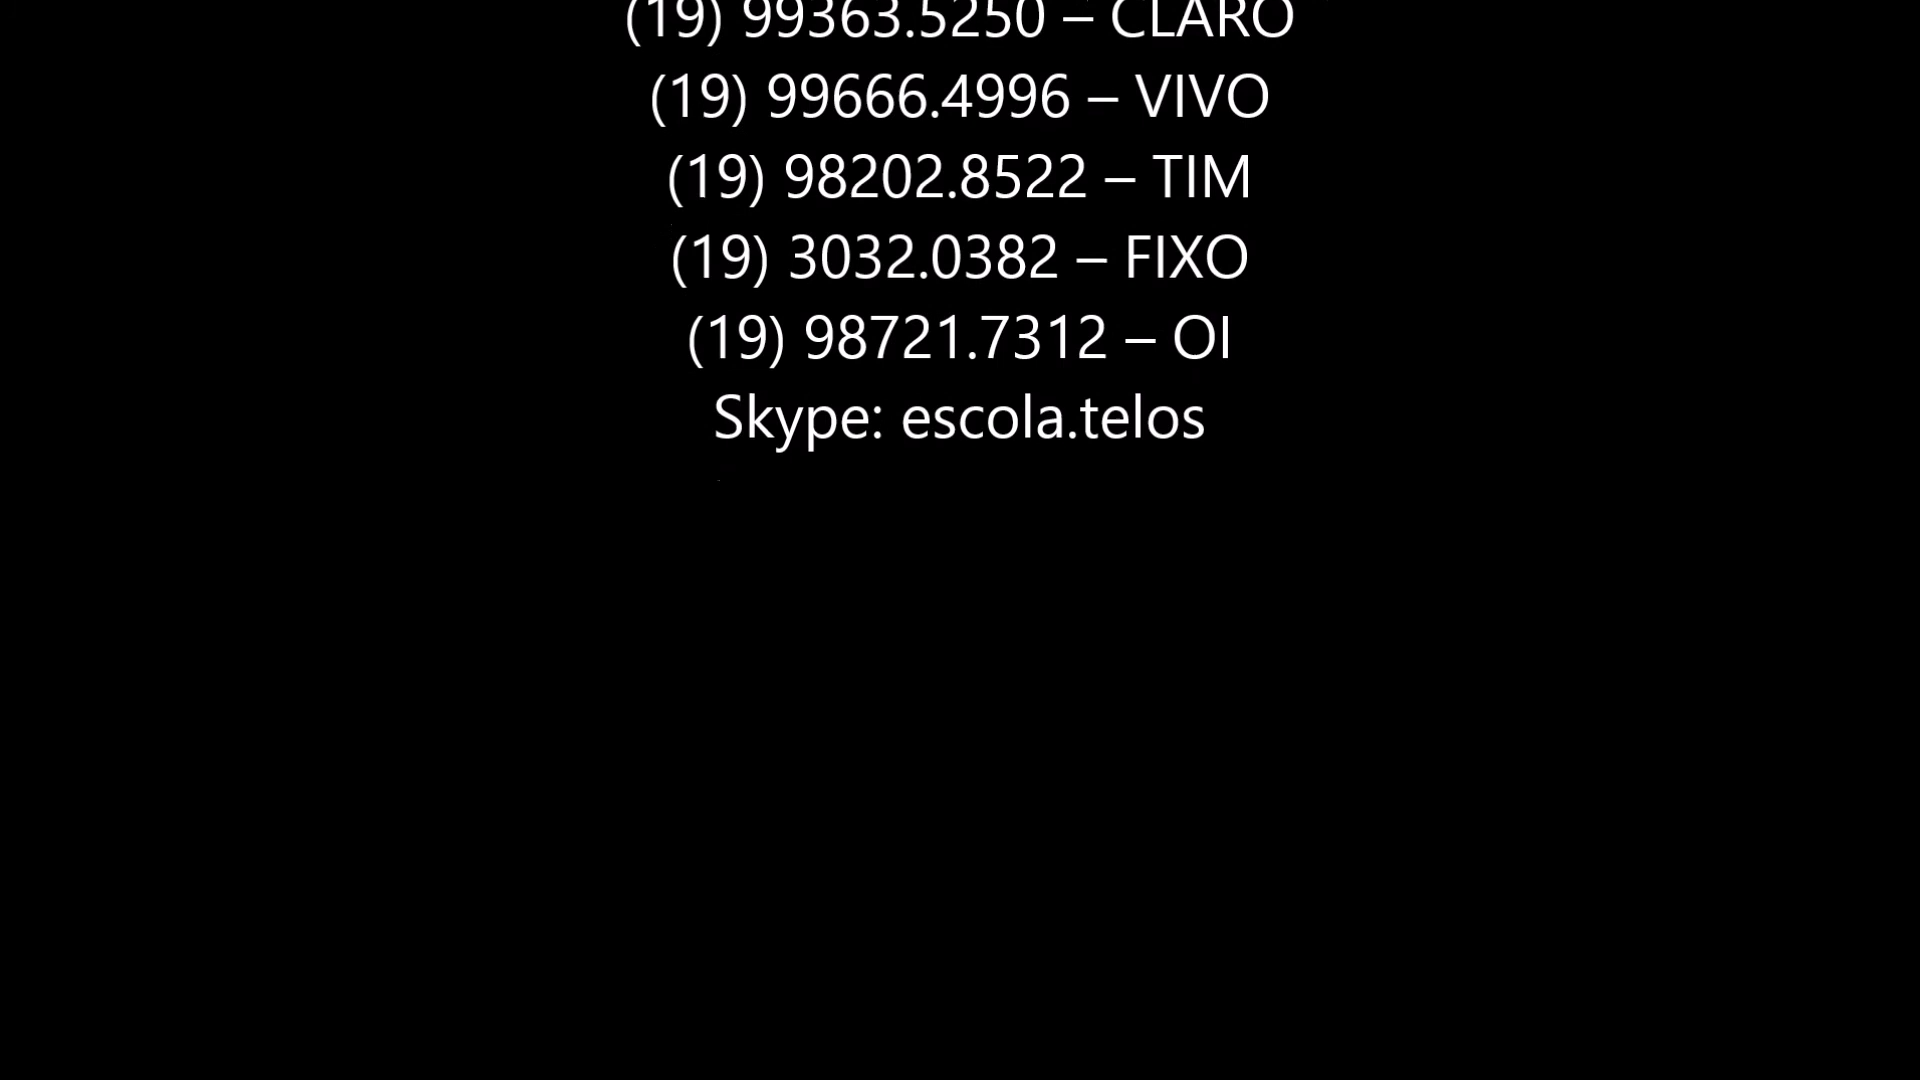 (19) 99363.5250 – CLARO
(19) 99666.4996 – VIVO
(19) 98202.8522 – TIM
(19) 3032.0382 – FIXO
(19) 98721.7312 – OI
Skype: escola.telos